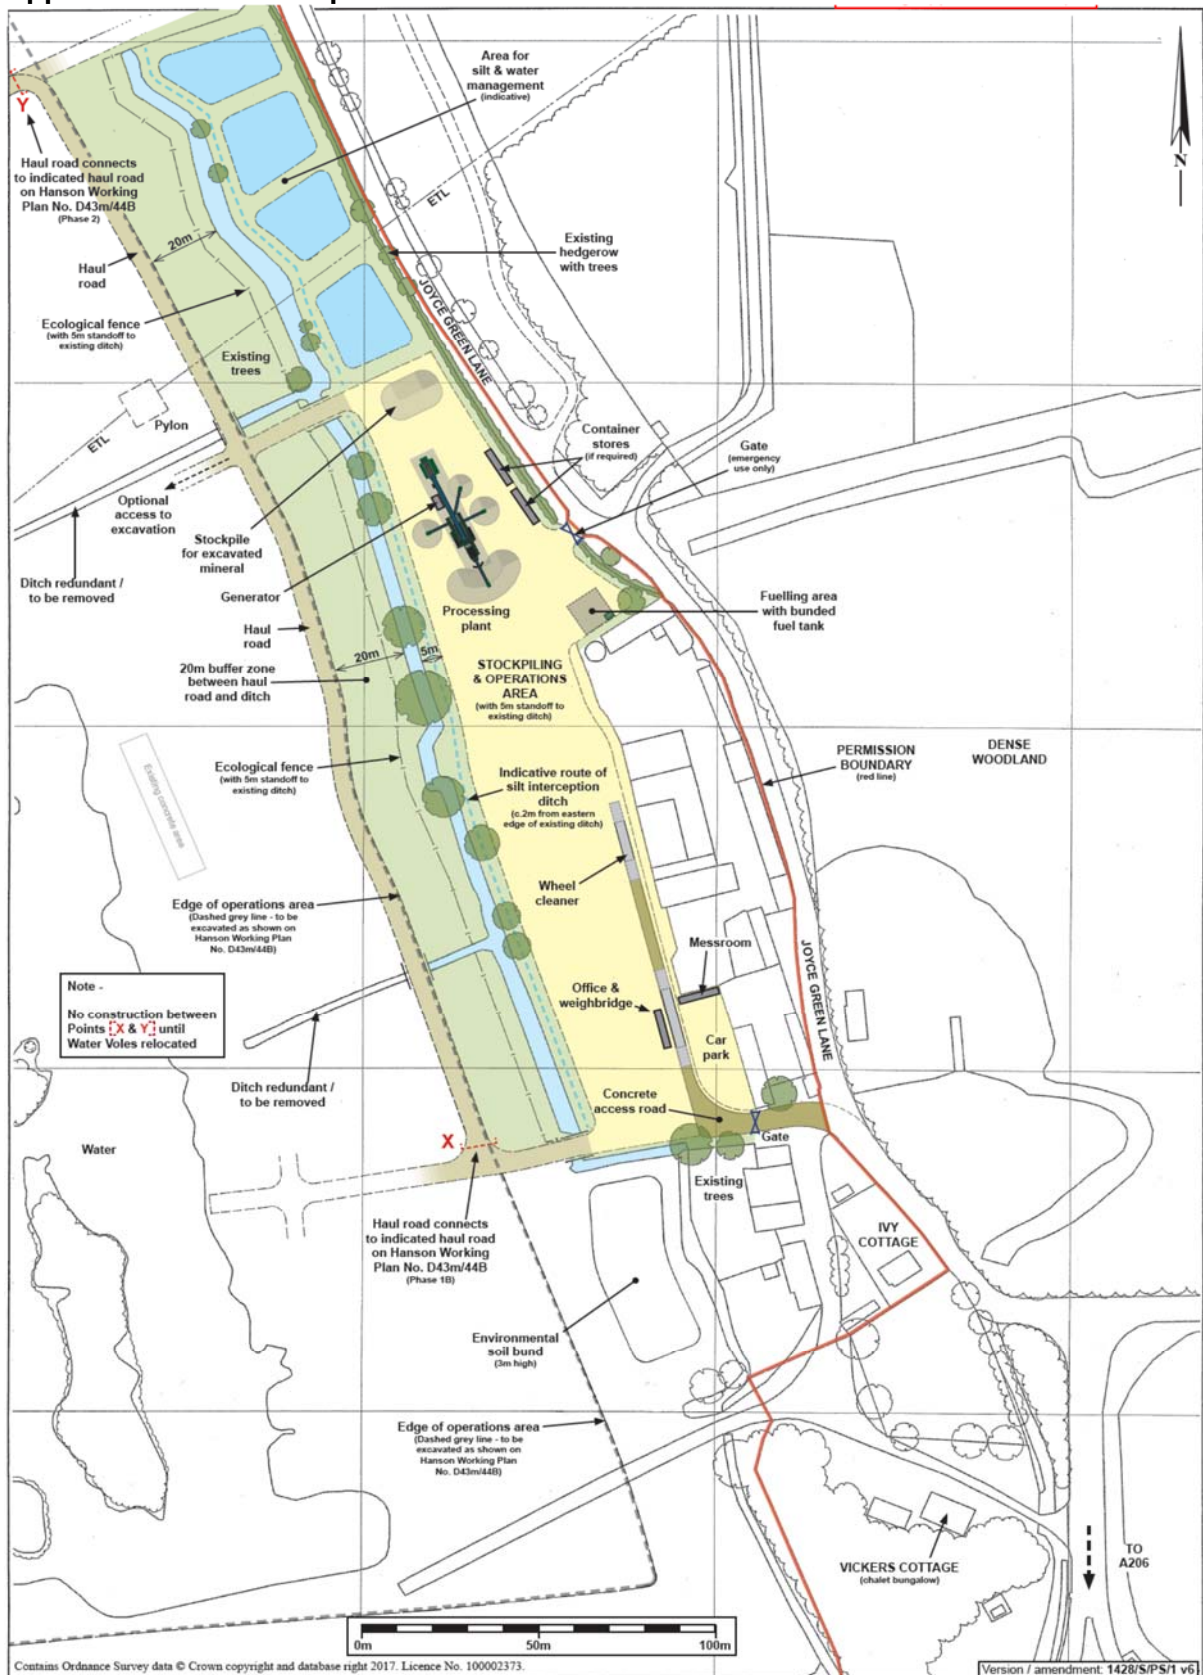 Area for
silt & water
management
(indicative)
N
Y
Haul road connects
to indicated haul road
on Hanson Working
Plan No. D43m/44B
(Phase 2)
20m
Haul
road
ETL
Existing
hedgerow
with trees
JOYCE GREEN LANE
Ecological fence
(with 5m standoff to
existing ditch)
Existing
trees
Pylon
ETL
Container
stores
(if required)
Gate
(emergency
use only)
Optional
access to
excavation
Stockpile
for excavated
mineral
Ditch redundant /
to be removed
Generator
Processing
plant
Fuelling area
with bunded
fuel tank
Haul
road
20m
5m
20m buffer zone
between haul
road and ditch
STOCKPILING
& OPERATIONS
AREA
(with 5m standoff to
existing ditch)
PERMISSION
BOUNDARY
(red line)
DENSE
WOODLAND
Existing concrete area
Ecological fence
(with 5m standoff to
existing ditch)
Indicative route of
silt interception
ditch
(c.2m from eastern
edge of existing ditch)
Wheel
cleaner
Edge of operations area
(Dashed grey line - to be
excavated as shown on
Hanson Working Plan
No. D43m/44B)
Messroom
JOYCE GREEN LANE
Note -
No construction between
Points X & Y until
Water Voles relocated
Office &
weighbridge
Car
park
Ditch redundant /
to be removed
Concrete
access road
Gate
X
Water
Existing
trees
Haul road connects
to indicated haul road
on Hanson Working
Plan No. D43m/44B
(Phase 1B)
IVY
COTTAGE
Environmental
soil bund
(3m high)
Edge of operations area
(Dashed grey line - to be
excavated as shown on
Hanson Working Plan
No. D43m/44B)
VICKERS COTTAGE
(chalet bungalow)
TO
A206
0m 50m 100m
Contains Ordnance Survey data © Crown copyright and database right 2017. Licence No. 100002373.
Version / amendment: 1428/S/PS/1 v6